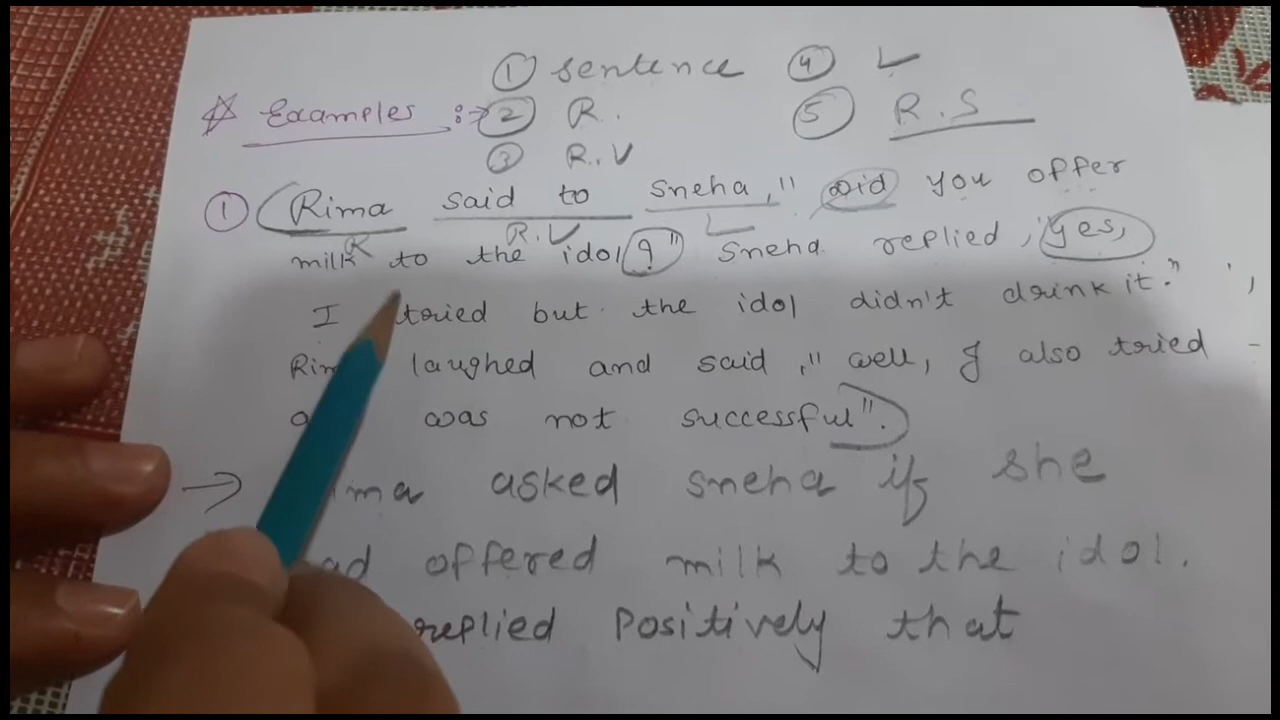 ① sentence ④ L
☆ Examples :→ ② R. ⑤ R.S
③ R.V
① Rima said to Sneha," Did you offer
R R.V L
milk to the idol?" Sneha replied,"yes,
I tried but the idol didn't drink it."
laughed and said," well, I also tried
was not successful".
→ asked Sneha if she
offered milk to the idol.
replied Positively that